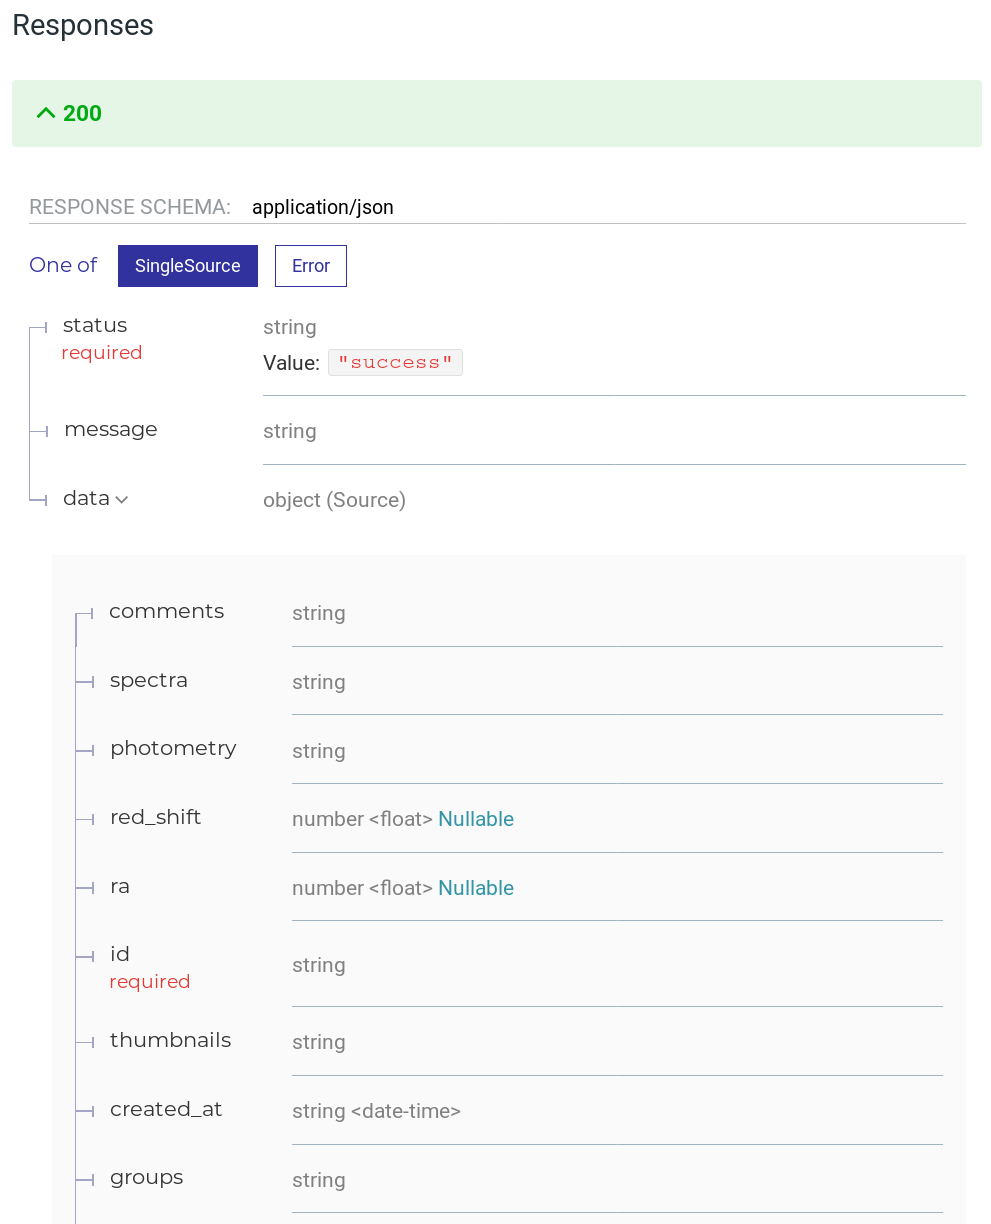 Responses
200
RESPONSE SCHEMA: application/json
One of SingleSource Error
status string
required
Value: "success"
message string
data object (Source)
comments string
spectra string
photometry string
red_shift number <float> Nullable
ra number <float> Nullable
id string
required
thumbnails string
created_at string <date-time>
groups string